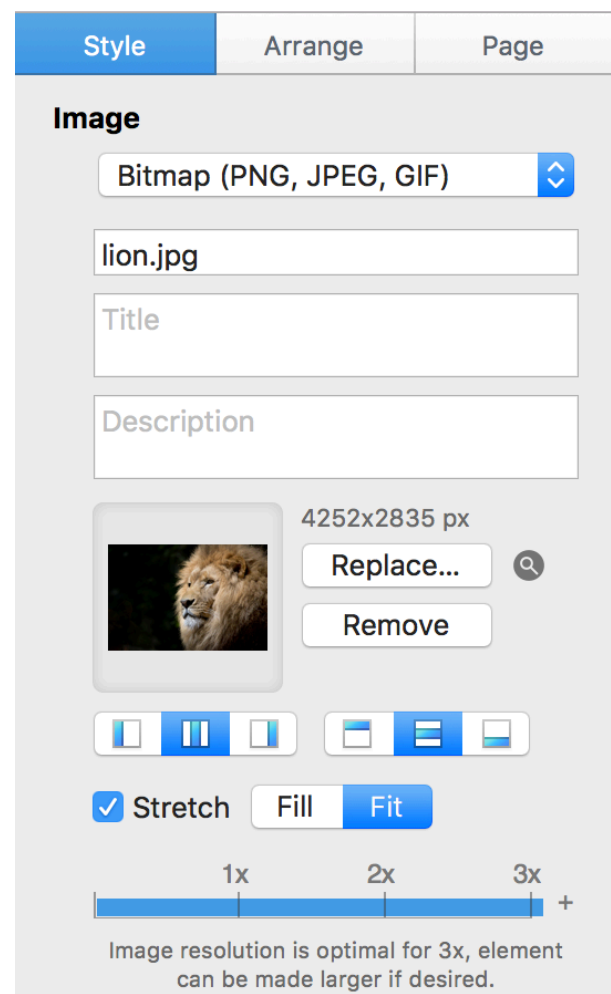 Style Arrange Page
Image
Bitmap (PNG, JPEG, GIF)
lion.jpg
Title
Description
4252x2835 px
Replace...
Remove
Stretch Fill Fit
1x 2x 3x
+
Image resolution is optimal for 3x, element
can be made larger if desired.